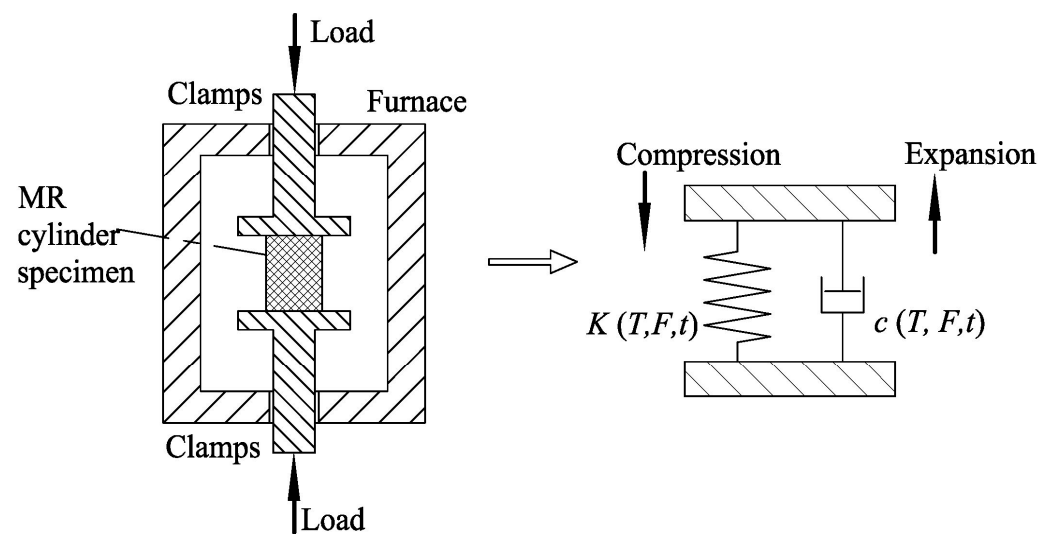 Load
Clamps
Furnace
MR
cylinder
specimen
Clamps
Load
Compression
Expansion
K (T,F,t)
c (T, F,t)